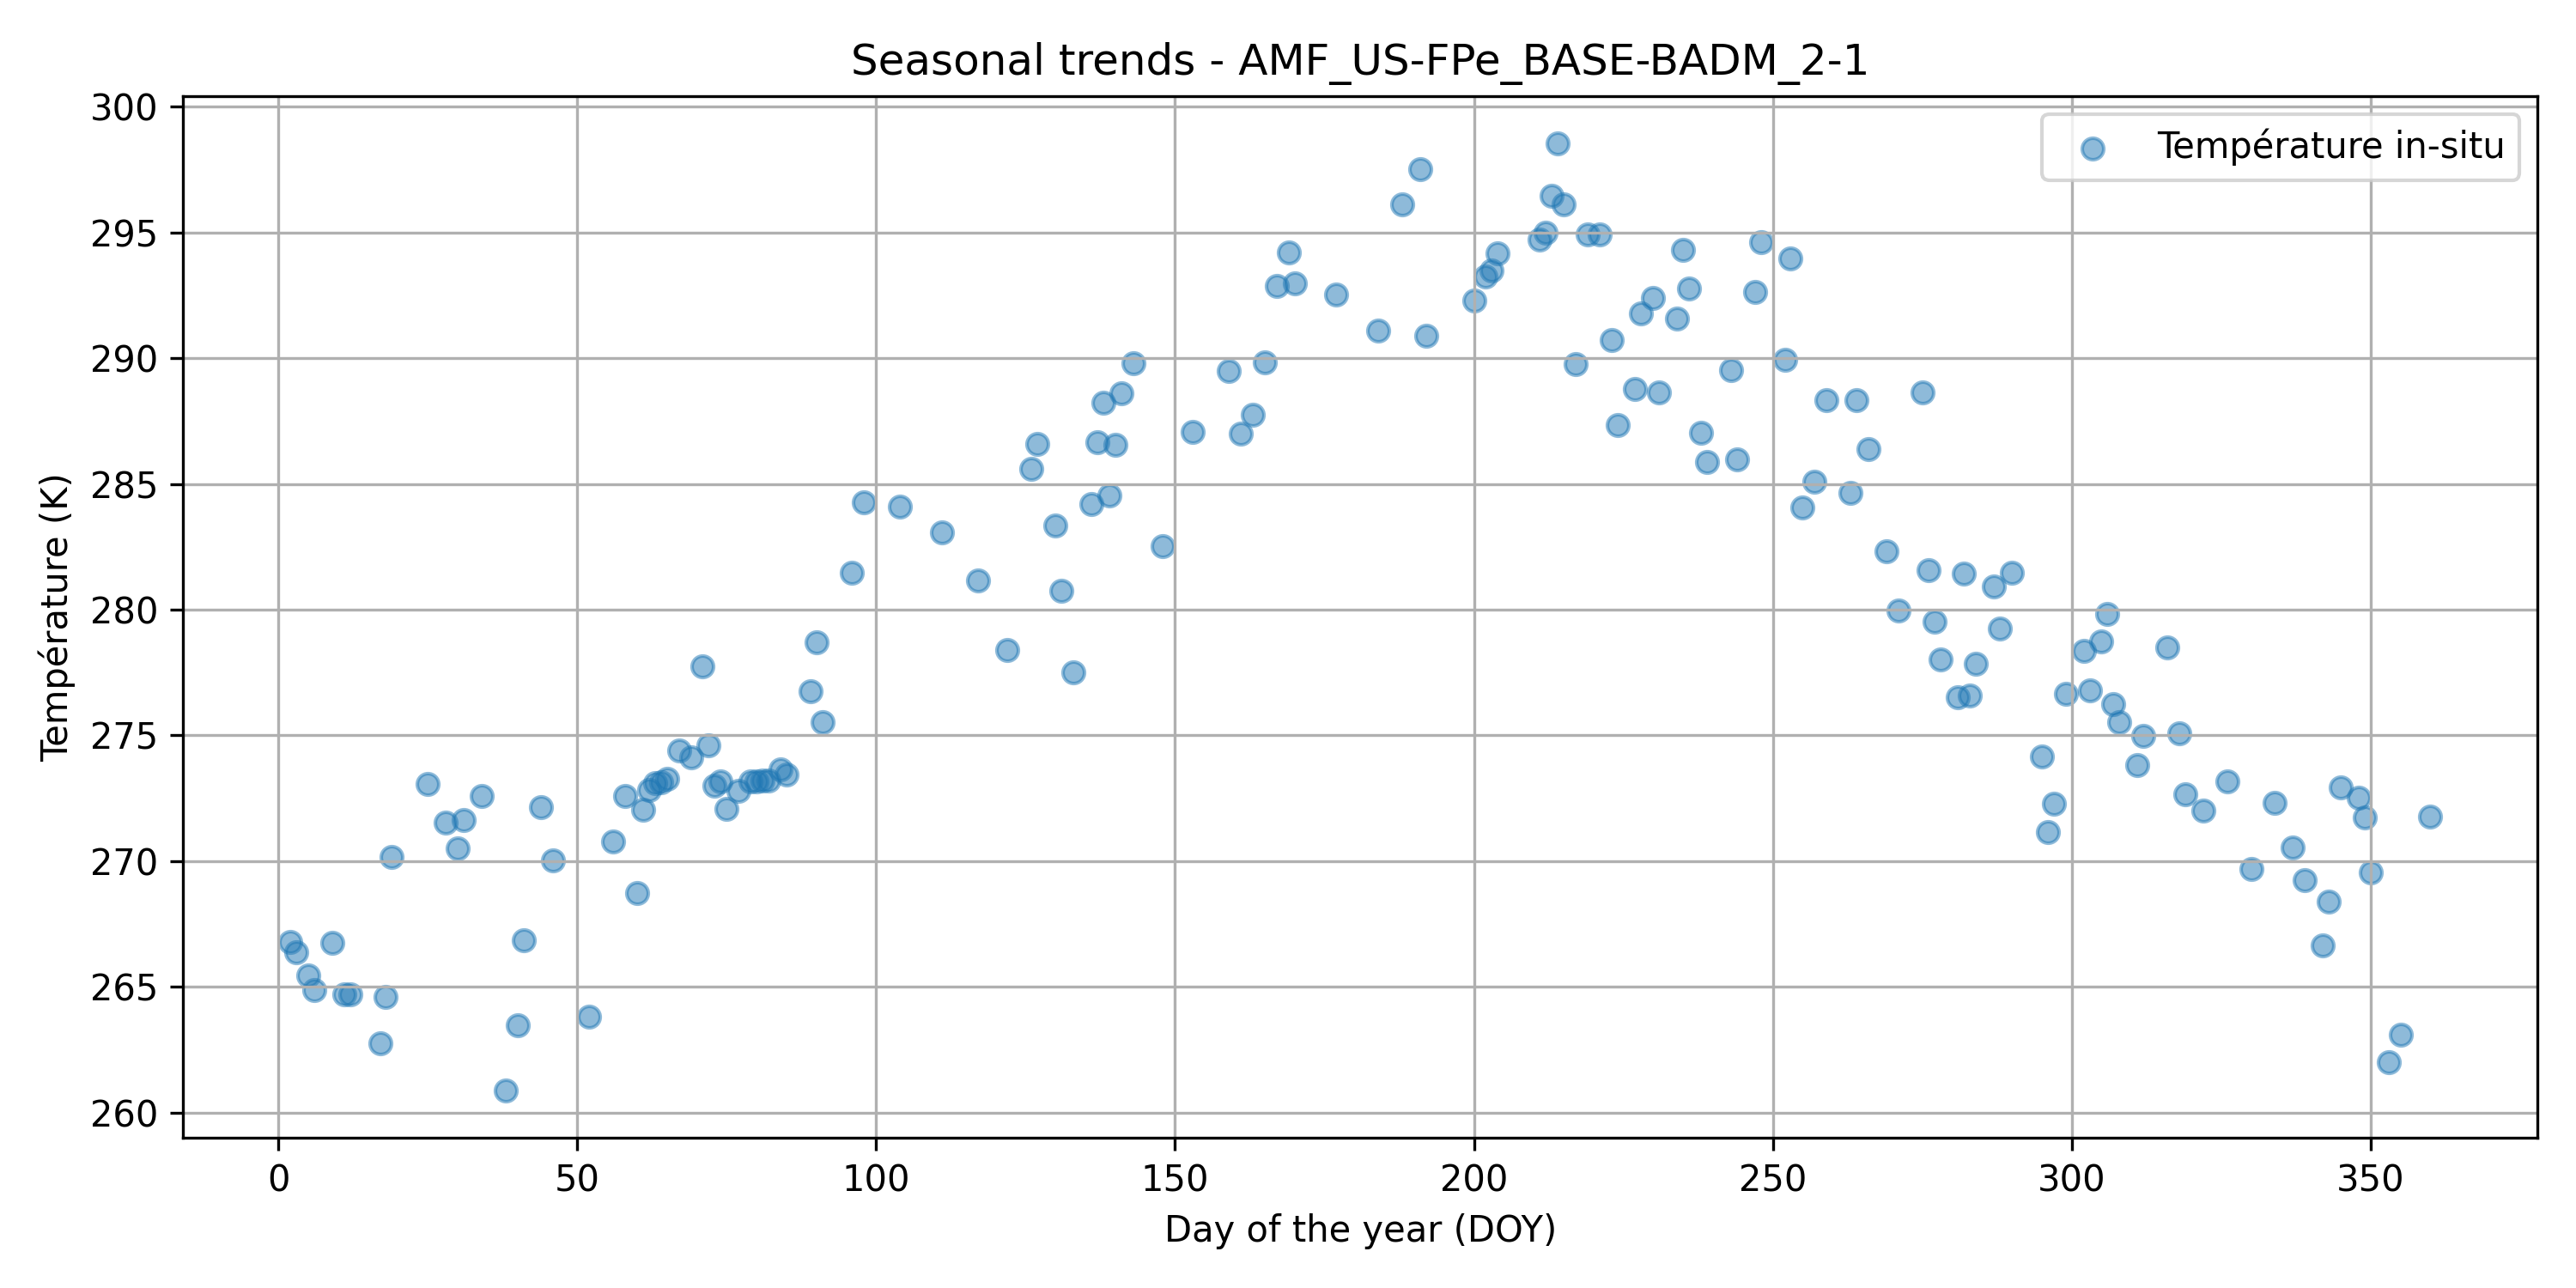 Seasonal trends - AMF_US-FPe_BASE-BADM_2-1
Température in-situ
Température (K)
300
295
290
285
280
275
270
265
260
0 50 100 150 200 250 300 350
Day of the year (DOY)